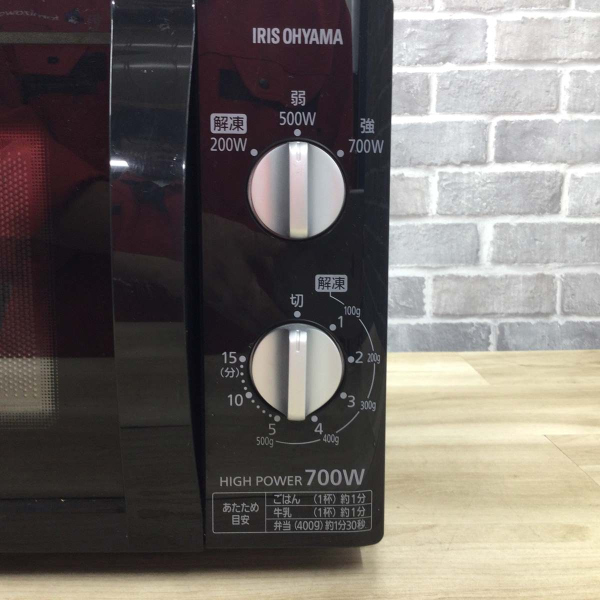 IRIS OHYAMA
弱
500W
解凍
200W
強
700W
解凍
切
100g
1
15
(分)
2
200g
10
3
300g
5
4
500g
400g
HIGH POWER 700W
あたため
目安
ごはん (1杯) 約1分
牛乳 (1杯) 約1分
弁当 (400g) 約1分30秒